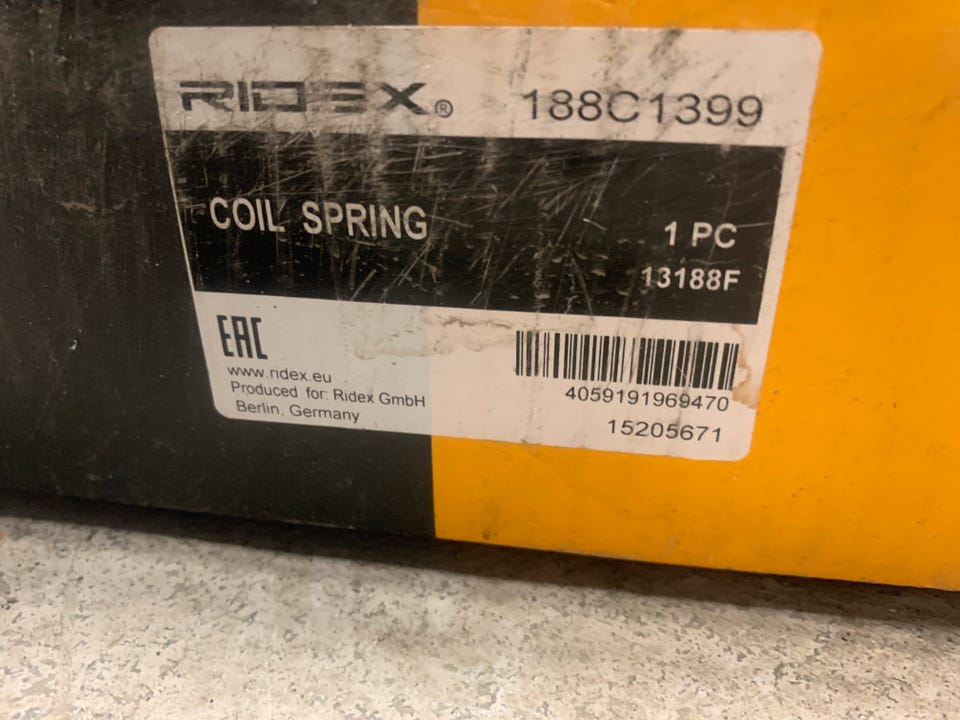 RIDEX® 188C1399
COIL SPRING
1 PC
13188F
EAC
www.ridex.eu
Produced for: Ridex GmbH
Berlin, Germany
4059191969470
15205671